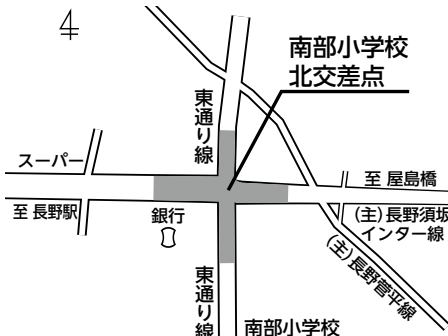 南部小学校
北交差点
東通り線
スーパー
至 屋島橋
至 長野駅
銀行
(主)長野須坂
インター線
(主)長野菅平線
東通り線
南部小学校